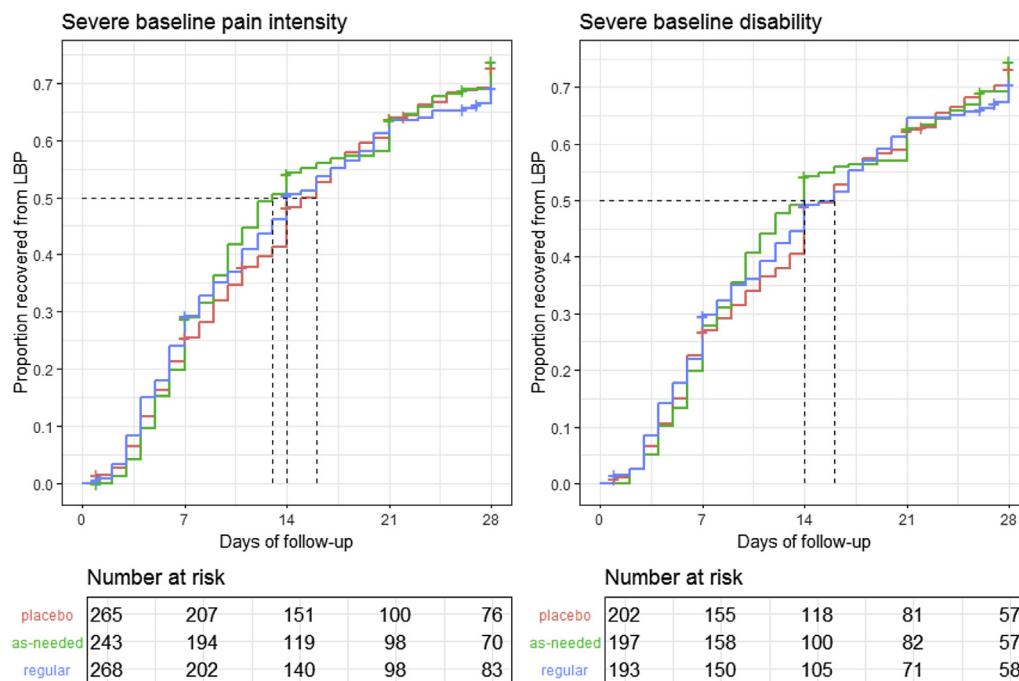 Severe baseline pain intensity
Proportion recovered from LBP
0.7
0.6
0.5
0.4
0.3
0.2
0.1
0.0
0 7 14 21 28
Days of follow-up
Number at risk
placebo 265 207 151 100 76
as-needed 243 194 119 98 70
regular 268 202 140 98 83
Severe baseline disability
Proportion recovered from LBP
0.7
0.6
0.5
0.4
0.3
0.2
0.1
0.0
0 7 14 21 28
Days of follow-up
Number at risk
placebo 202 155 118 81 57
as-needed 197 158 100 82 57
regular 193 150 105 71 58